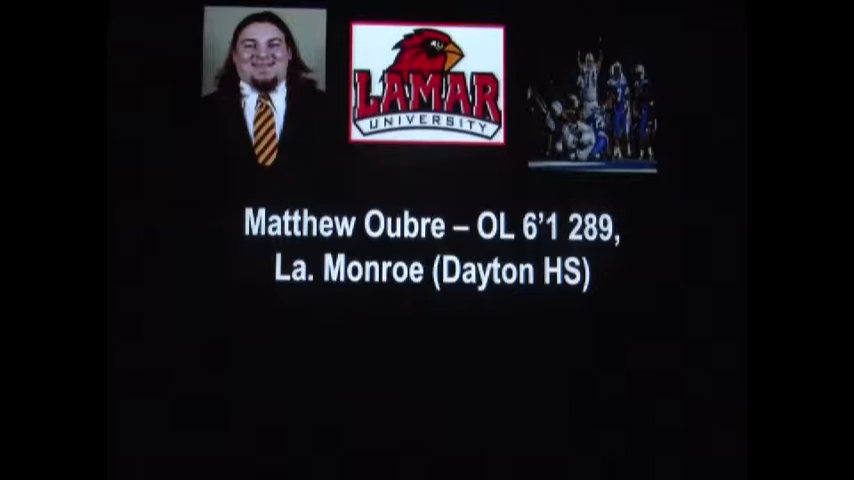 LAMAR
UNIVERSITY
Matthew Oubre – OL 6’1 289,
La. Monroe (Dayton HS)